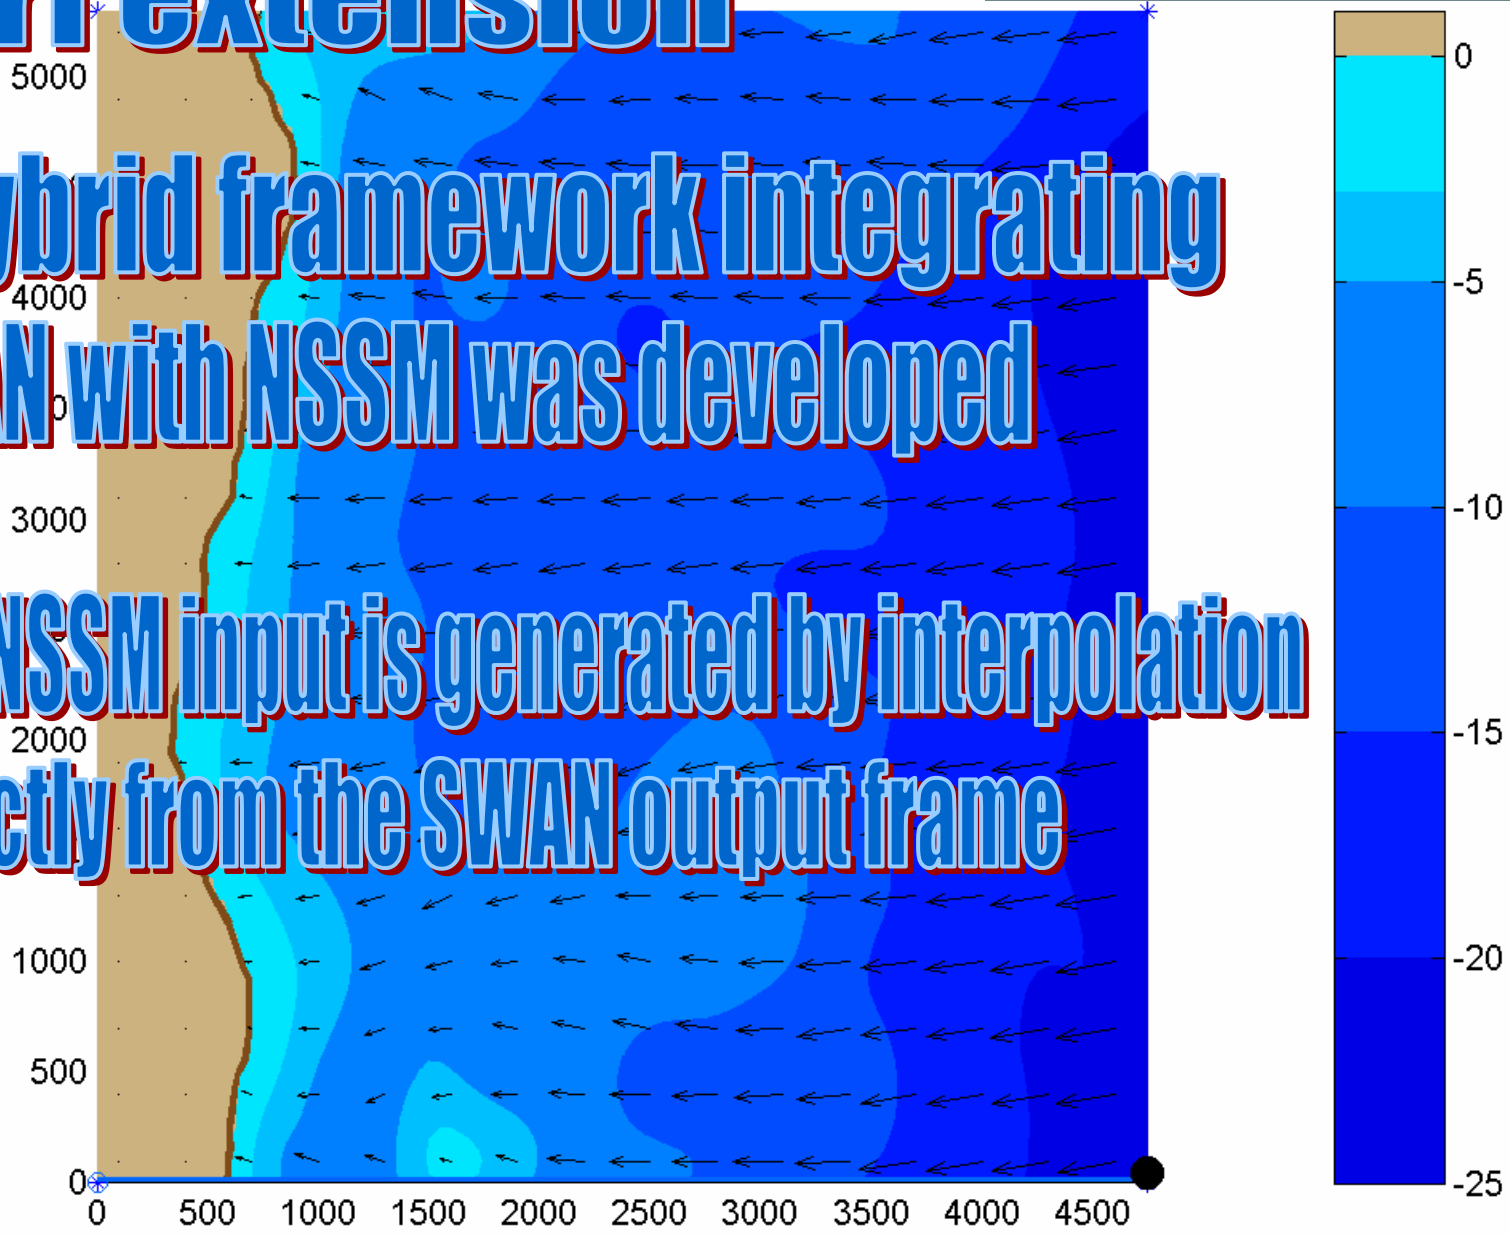 extension
5000
ybrid framework integrating
4000
N with NSSM was developed
3000
NSSM input is generated by interpolation
2000
ctly from the SWAN output frame
1000
500
0
0 500 1000 1500 2000 2500 3000 3500 4000 4500
0
-5
-10
-15
-20
-25